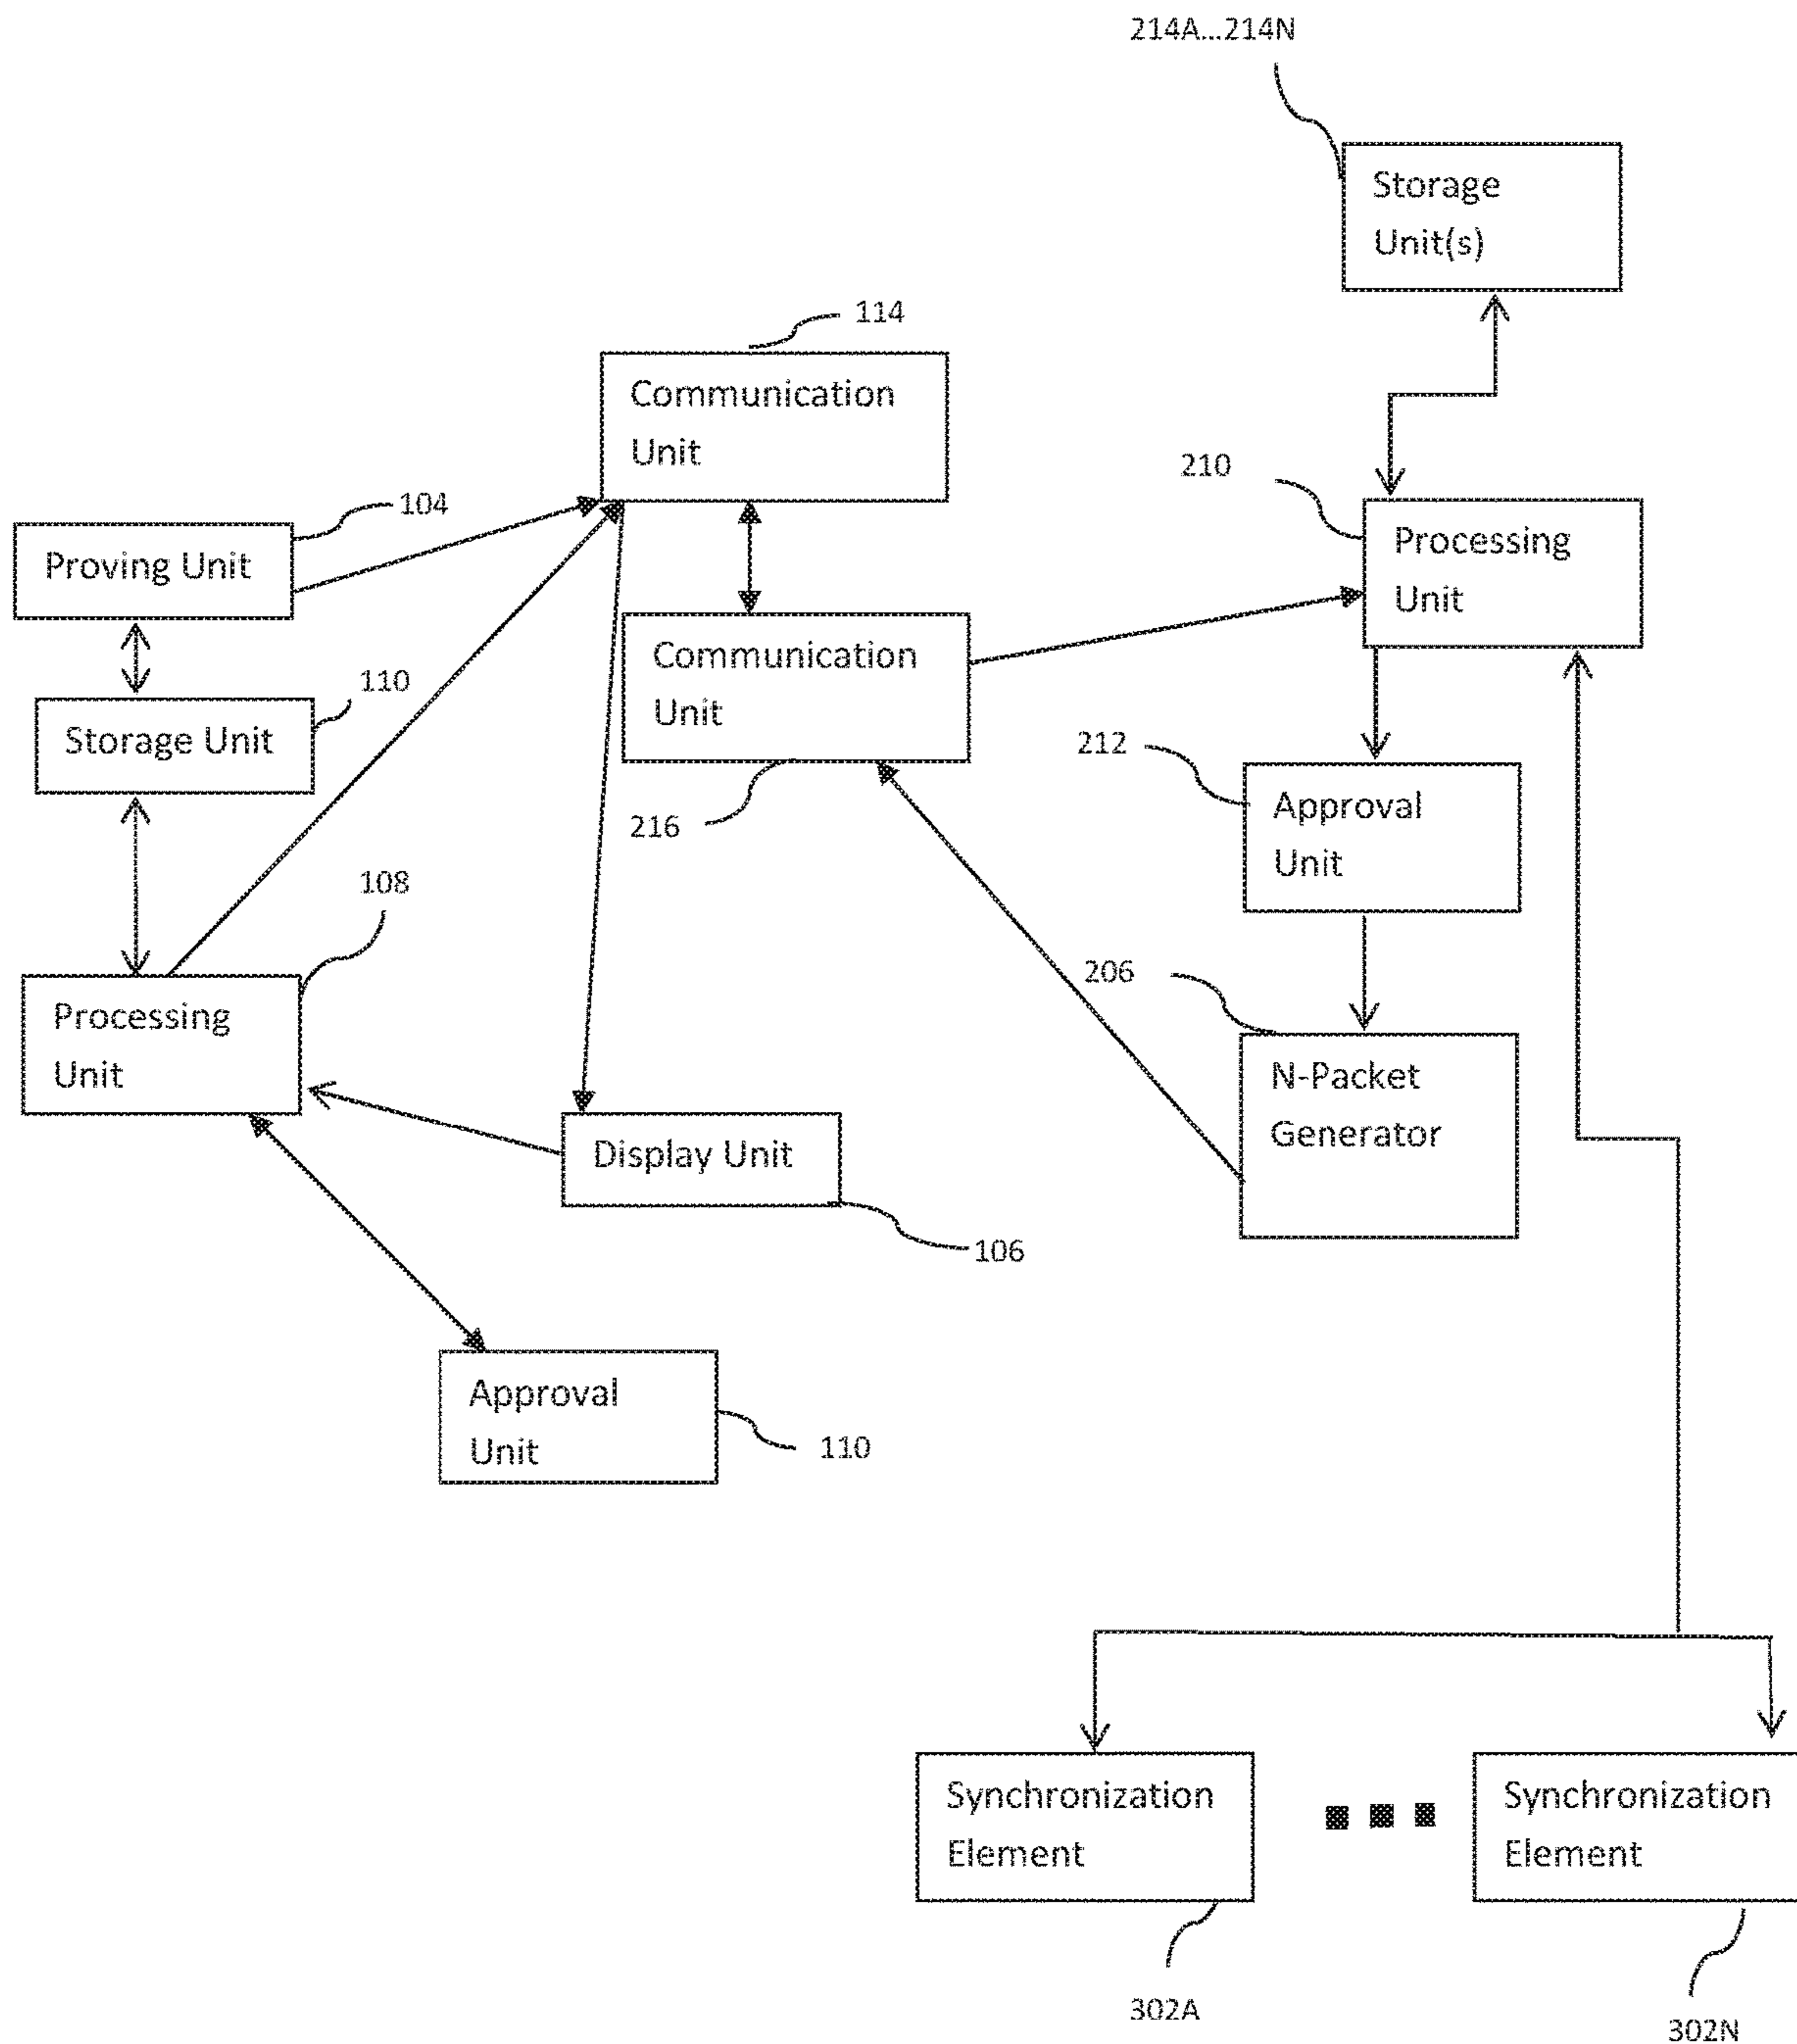 214A...214N
Storage
Unit(s)
114
Communication
Unit
210
Processing
Unit
104
Proving Unit
Communication
Unit
110
Storage Unit
212
Approval
Unit
216
108
206
Processing
Unit
N-Packet
Generator
Display Unit
106
Approval
Unit
110
Synchronization
Element
Synchronization
Element
302A
302N